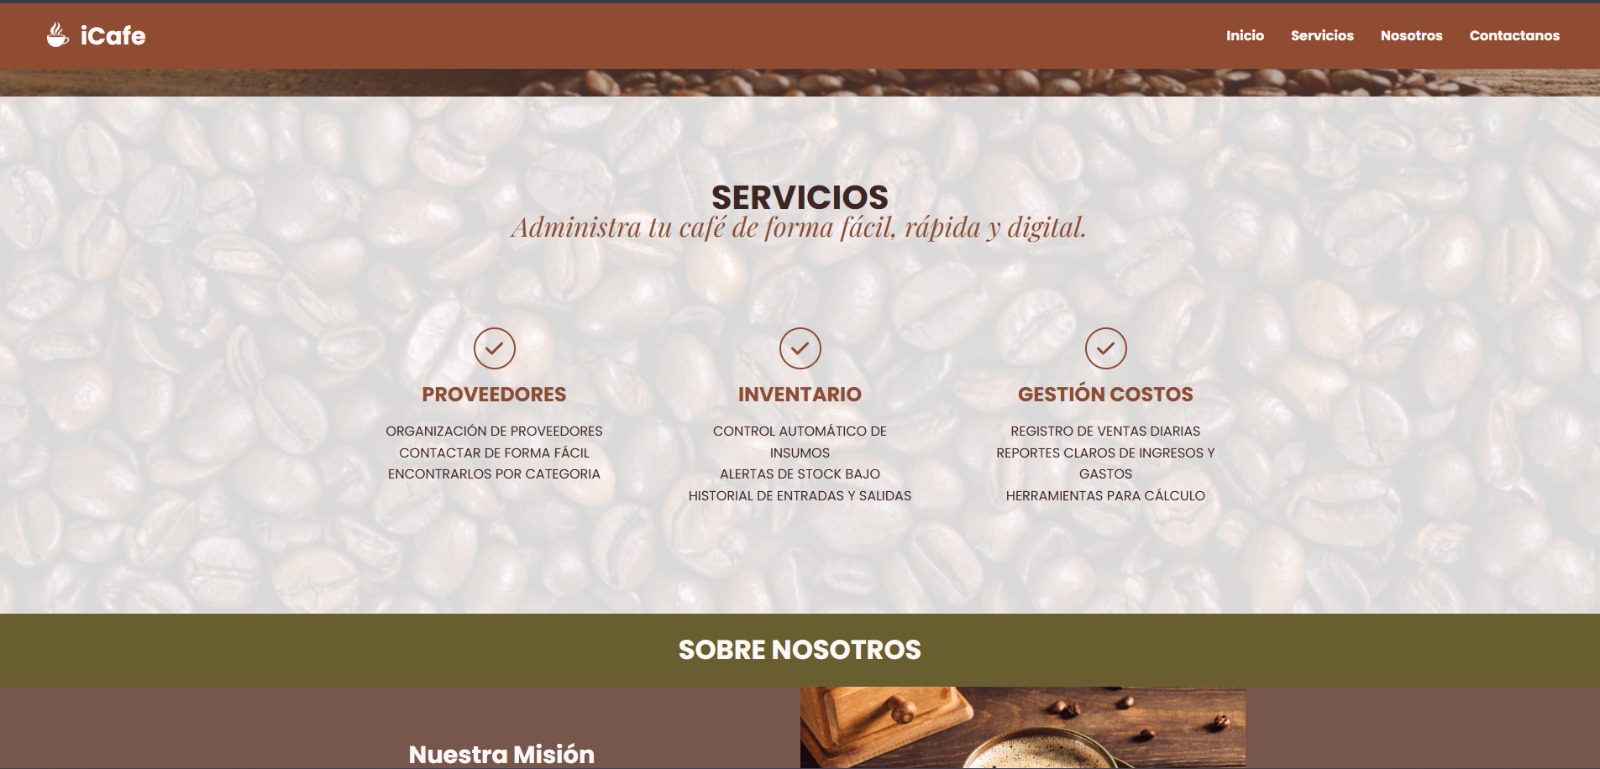 iCafe
Inicio Servicios Nosotros Contactanos
SERVICIOS
Administra tu café de forma fácil, rápida y digital.
PROVEEDORES
ORGANIZACIÓN DE PROVEEDORES
CONTACTAR DE FORMA FÁCIL
ENCONTRARLOS POR CATEGORIA
INVENTARIO
CONTROL AUTOMÁTICO DE
INSUMOS
ALERTAS DE STOCK BAJO
HISTORIAL DE ENTRADAS Y SALIDAS
GESTIÓN COSTOS
REGISTRO DE VENTAS DIARIAS
REPORTES CLAROS DE INGRESOS Y
GASTOS
HERRAMIENTAS PARA CÁLCULO
SOBRE NOSOTROS
Nuestra Misión